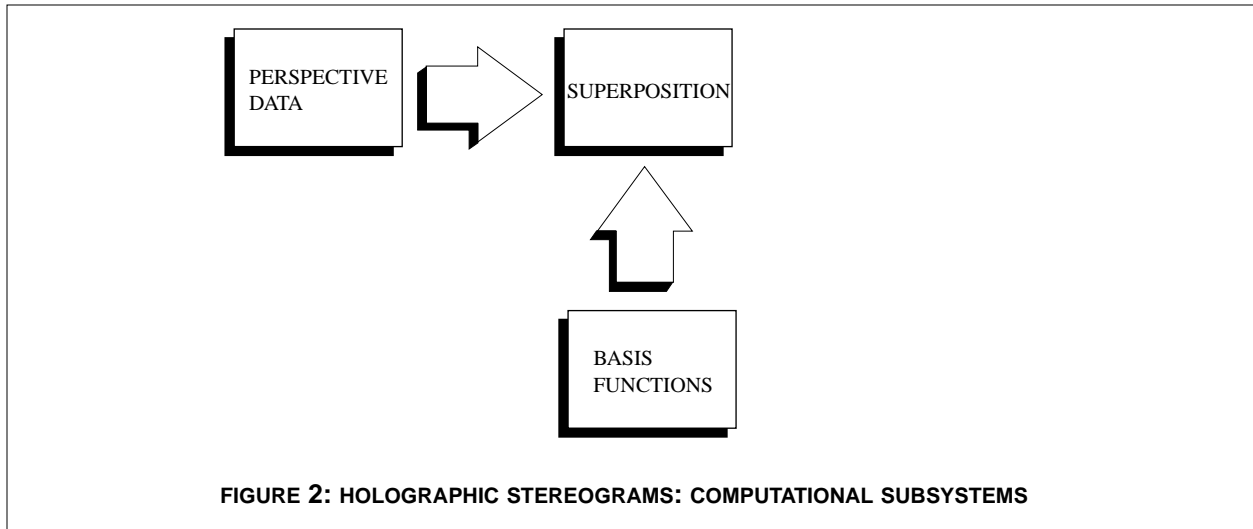 PERSPECTIVE
DATA
SUPERPOSITION
BASIS
FUNCTIONS
FIGURE 2: HOLOGRAPHIC STEREOGRAMS: COMPUTATIONAL SUBSYSTEMS